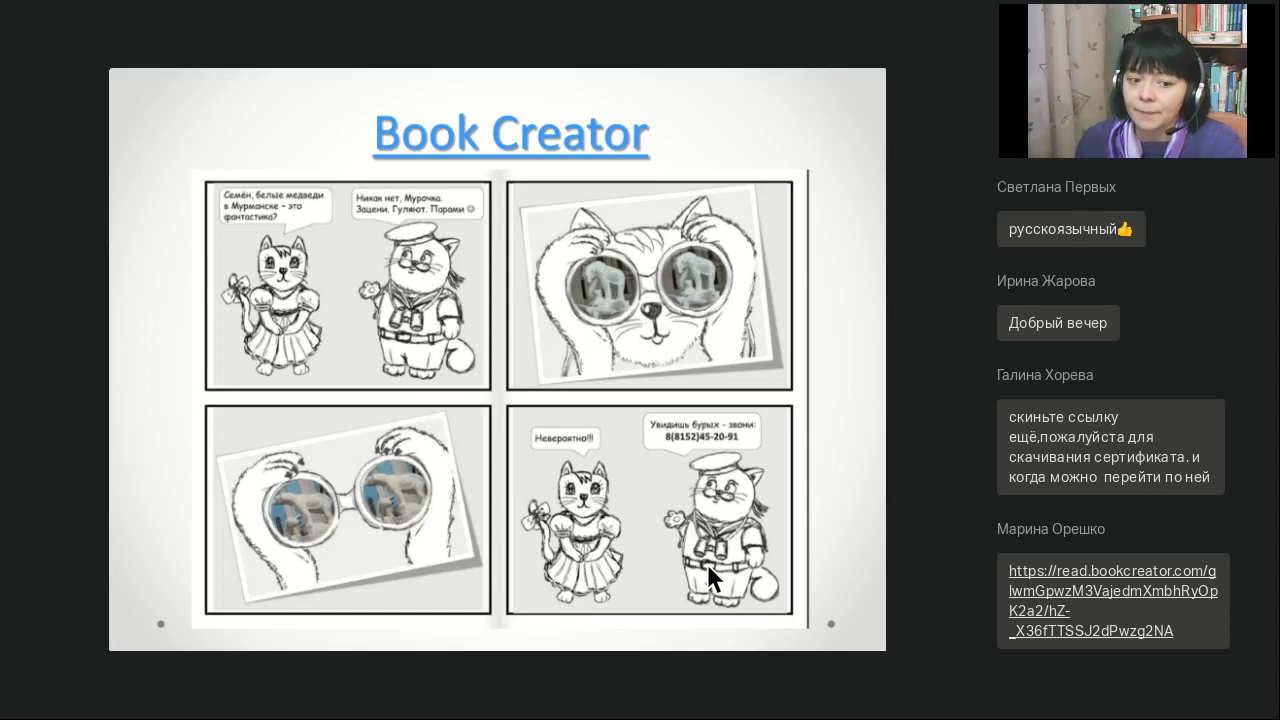 Book Creator
Семён, белые медведи
в Мурманске - это
фантастика?
Никак нет, Мурочка.
Зацени. Гуляют. Парами ☺
Невероятно!!!
Увидишь бурых - звони:
8(8152)45-20-91
Светлана Первых
русскоязычный👍
Ирина Жарова
Добрый вечер
Галина Хорева
скиньте ссылку
ещё,пожалуйста для
скачивания сертификата. и
когда можно перейти по ней
Марина Орешко
https://read.bookcreator.com/g
lwmGpwzM3VajedmXmbhRyOp
K2a2/hZ-
_X36fTTSSJ2dPwzg2NA